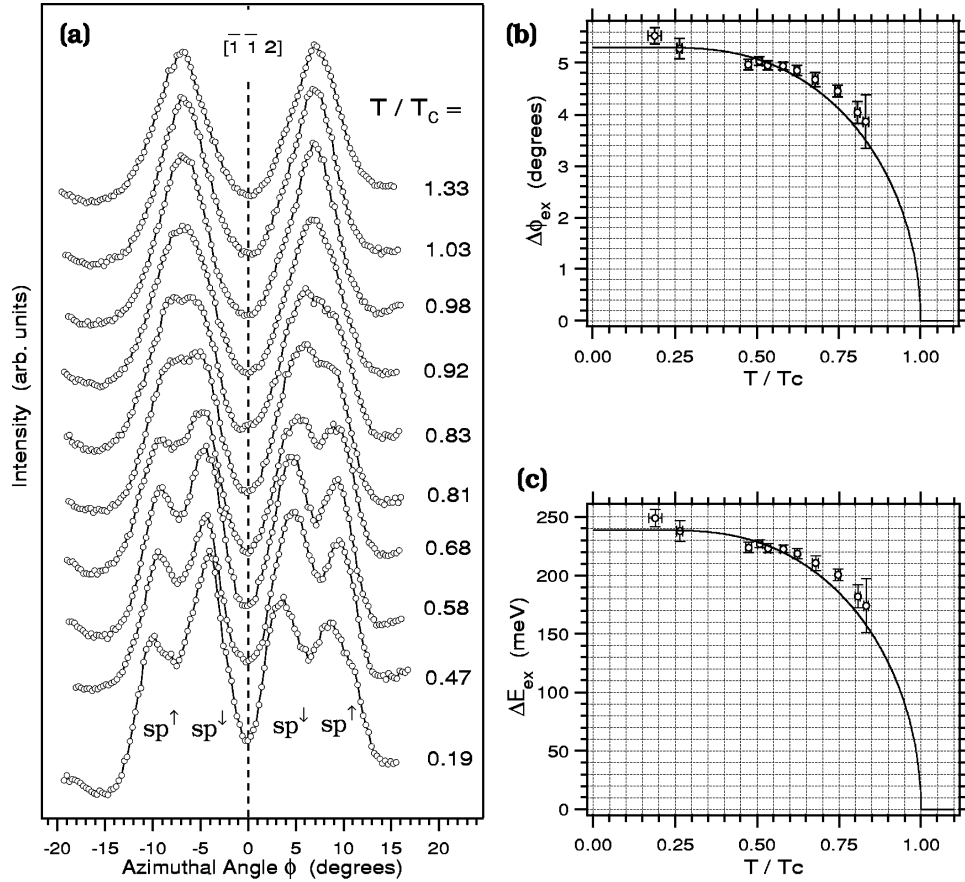 (a)
[1̅ 1̅ 2]
T / T_C =
1.33
1.03
0.98
0.92
0.83
0.81
0.68
0.58
0.47
0.19
sp↑ sp↓ sp↓ sp↑
Intensity (arb. units)
-20 -15 -10 -5 0 5 10 15 20
Azimuthal Angle ϕ (degrees)
(b)
5
4
3
2
1
0
Δϕ_ex (degrees)
0.00 0.25 0.50 0.75 1.00
T / Tc
(c)
250
200
150
100
50
0
ΔE_ex (meV)
0.00 0.25 0.50 0.75 1.00
T / Tc